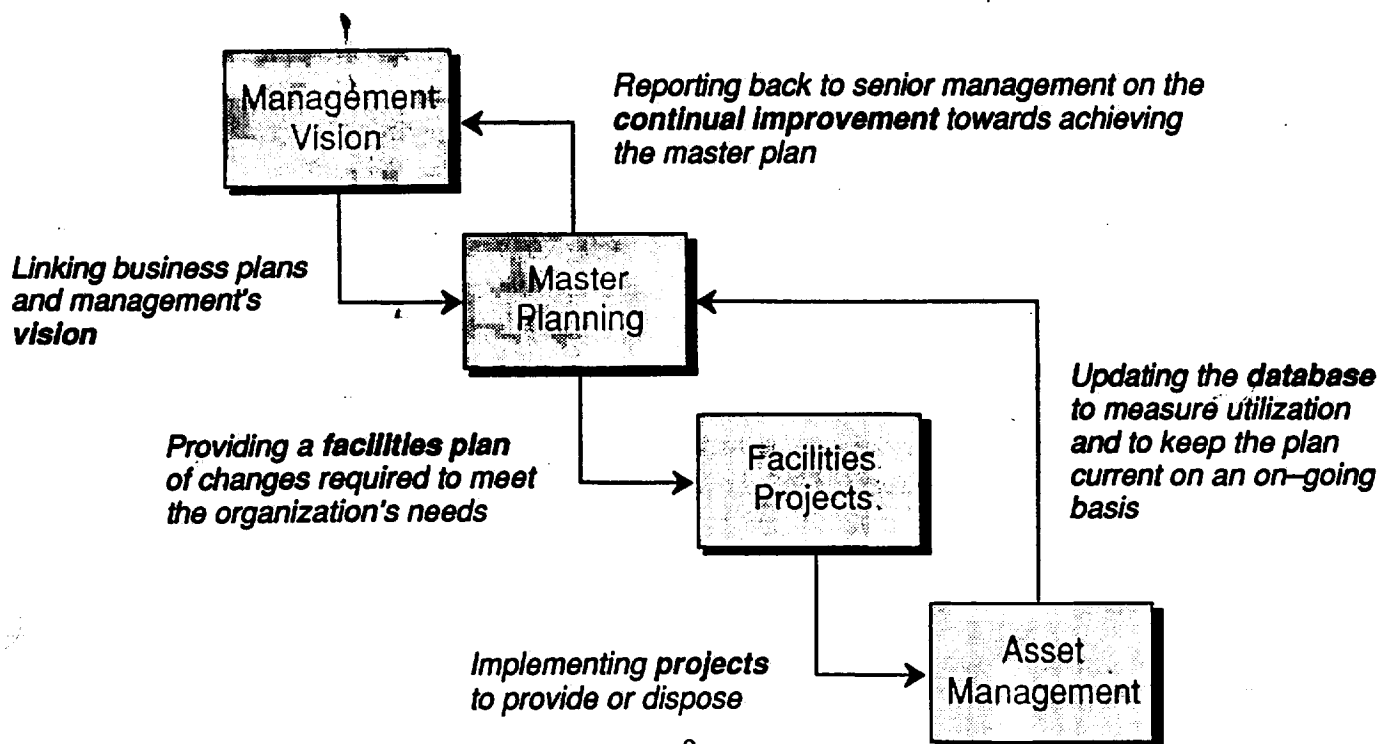 Management
Vision
Reporting back to senior management on the
continual improvement towards achieving
the master plan
Linking business plans
and management's
vision
Master
Planning
Updating the database
to measure utilization
and to keep the plan
current on an on–going
basis
Providing a facilities plan
of changes required to meet
the organization's needs
Facilities
Projects
Implementing projects
to provide or dispose
Asset
Management